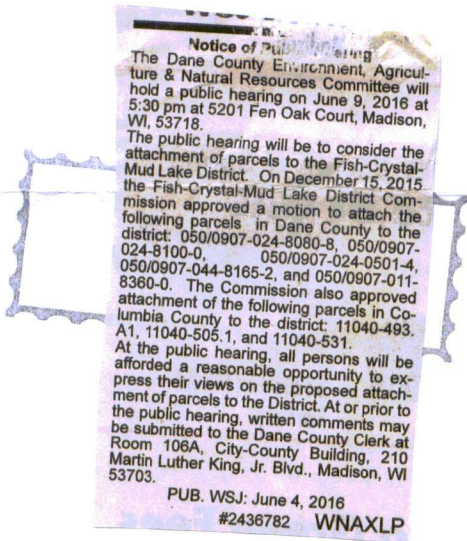 Notice of
The Dane County Environment, Agricul-
ture & Natural Resources Committee will
hold a public hearing on June 9, 2016 at
5:30 pm at 5201 Fen Oak Court, Madison,
WI, 53718.
The public hearing will be to consider the
attachment of parcels to the Fish-Crystal-
Mud Lake District. On December 15, 2015
the Fish-Crystal-Mud Lake District Com-
mission approved a motion to attach the
following parcels in Dane County to the
district: 050/0907-024-8080-8, 050/0907-
024-8100-0, 050/0907-024-0501-4,
050/0907-044-8165-2, and 050/0907-011-
8360-0. The Commission also approved
attachment of the following parcels in Co-
lumbia County to the district: 11040-493.
A1, 11040-505.1, and 11040-531.
At the public hearing, all persons will be
afforded a reasonable opportunity to ex-
press their views on the proposed attach-
ment of parcels to the District. At or prior to
the public hearing, written comments may
be submitted to the Dane County Clerk at
Room 106A, City-County Building, 210
Martin Luther King, Jr. Blvd., Madison, WI
53703.
PUB. WSJ: June 4, 2016
#2436782 WNAXLP